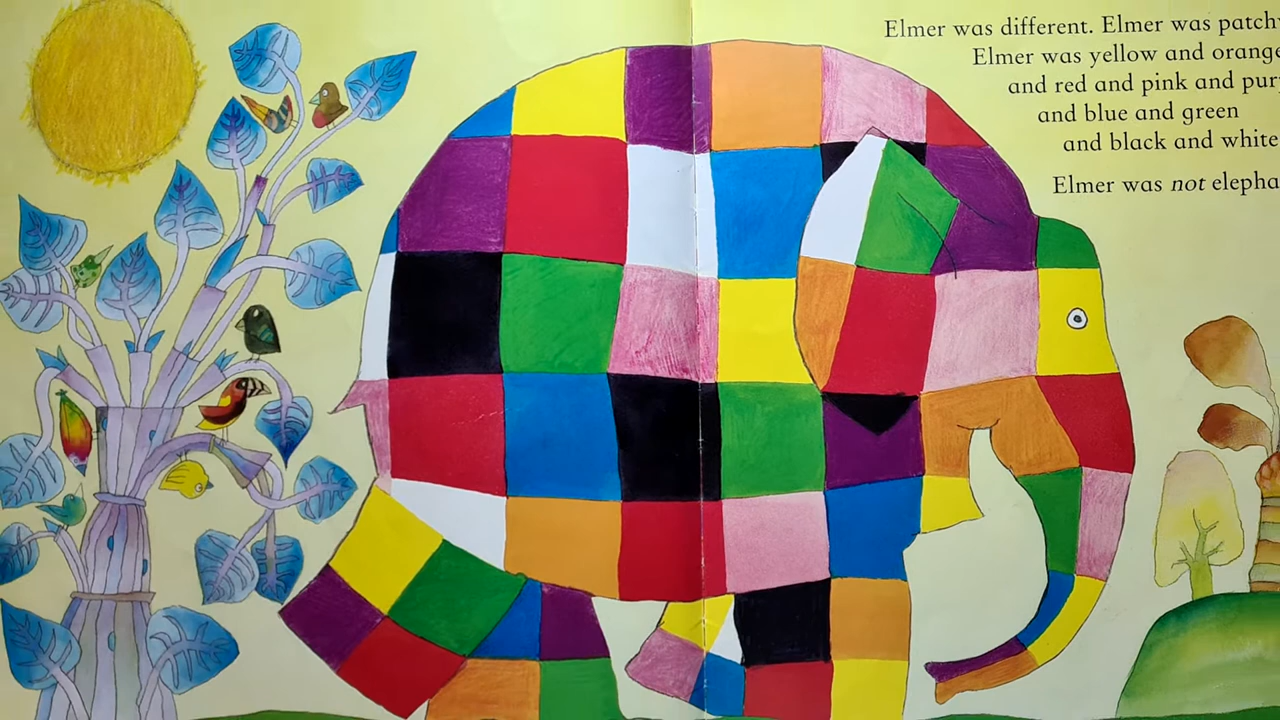 Elmer was different. Elmer was
Elmer was yellow and orange
and red and pink and
and blue and green
and black and white
Elmer was not